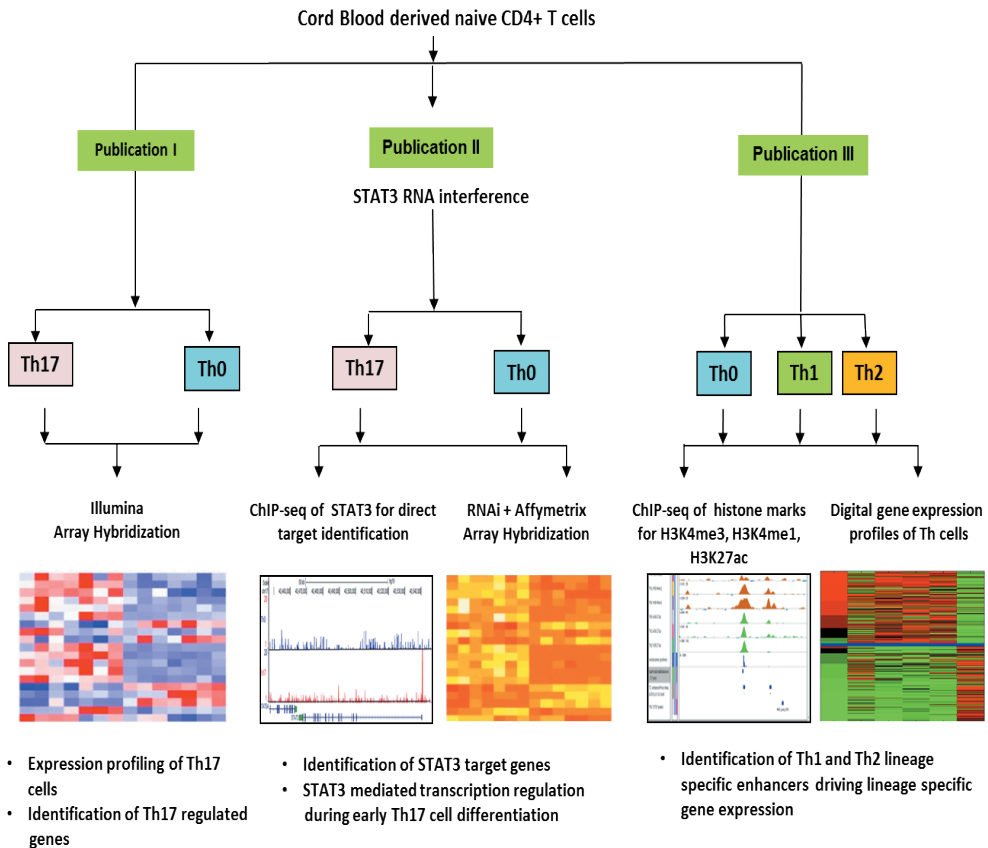 Cord Blood derived naive CD4+ T cells
Publication I
Publication II
Publication III
STAT3 RNA interference
Th17
Th0
Th17
Th0
Th0
Th1
Th2
Illumina
Array Hybridization
ChIP-seq of STAT3 for direct
target identification
RNAi + Affymetrix
Array Hybridization
ChIP-seq of histone marks
for H3K4me3, H3K4me1,
H3K27ac
Digital gene expression
profiles of Th cells
• Expression profiling of Th17
cells
• Identification of Th17 regulated
genes
• Identification of STAT3 target genes
• STAT3 mediated transcription regulation
during early Th17 cell differentiation
• Identification of Th1 and Th2 lineage
specific enhancers driving lineage specific
gene expression